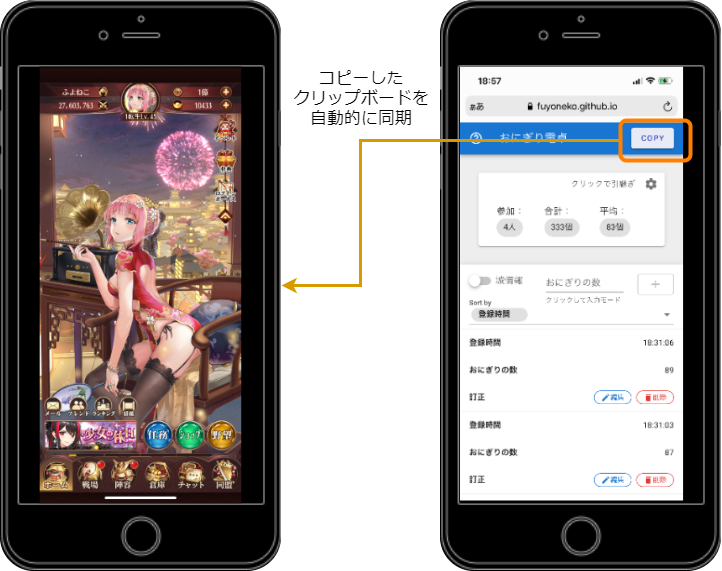 コピーした
クリップボードを
自動的に同期
ふよねこ
1億
27,603,763
10433
メール
フレンド
ランキング
任務
ショップ
野望
ホーム
戦場
陣容
倉庫
チャット
同盟
18:57
ぁあ
fuyoneko.github.io
おにぎり電卓
COPY
クリックで引継ぎ
参加：
合計：
平均：
4人
333個
83個
おにぎりの数
クリックして入力モード
Sort by
登録時間
登録時間
18:31:06
おにぎりの数
89
訂正
編集
削除
登録時間
18:31:03
おにぎりの数
87
訂正
編集
削除